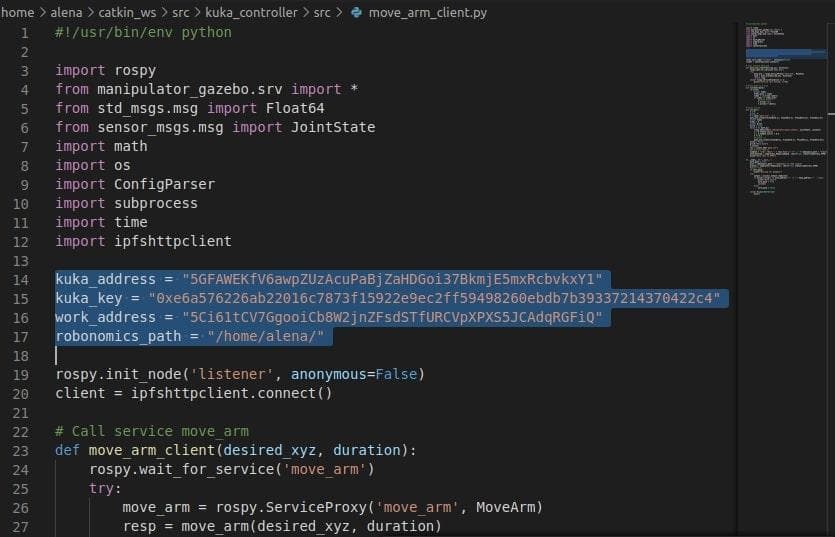 home > alena > catkin_ws > src > kuka_controller > src > move_arm_client.py
1 #!/usr/bin/env python
2
3 import rospy
4 from manipulator_gazebo.srv import *
5 from std_msgs.msg import Float64
6 from sensor_msgs.msg import JointState
7 import math
8 import os
9 import ConfigParser
10 import subprocess
11 import time
12 import ipfshttpclient
13
14 kuka_address = "5GFAWEKfV6awpZUzAcuPaBjZaHDGoi37BkmjE5mxRcbvkxY1"
15 kuka_key = "0xe6a576226ab22016c7873f15922e9ec2ff59498260ebdb7b39337214370422c4"
16 work_address = "5Ci61tCV7GgooiCb8W2jnZFsdSTfURCVpXPXS5JCAdqRGFiQ"
17 robonomics_path = "/home/alena/"
18
19 rospy.init_node('listener', anonymous=False)
20 client = ipfshttpclient.connect()
21
22 # Call service move_arm
23 def move_arm_client(desired_xyz, duration):
24     rospy.wait_for_service('move_arm')
25     try:
26         move_arm = rospy.ServiceProxy('move_arm', MoveArm)
27         resp = move_arm(desired_xyz, duration)